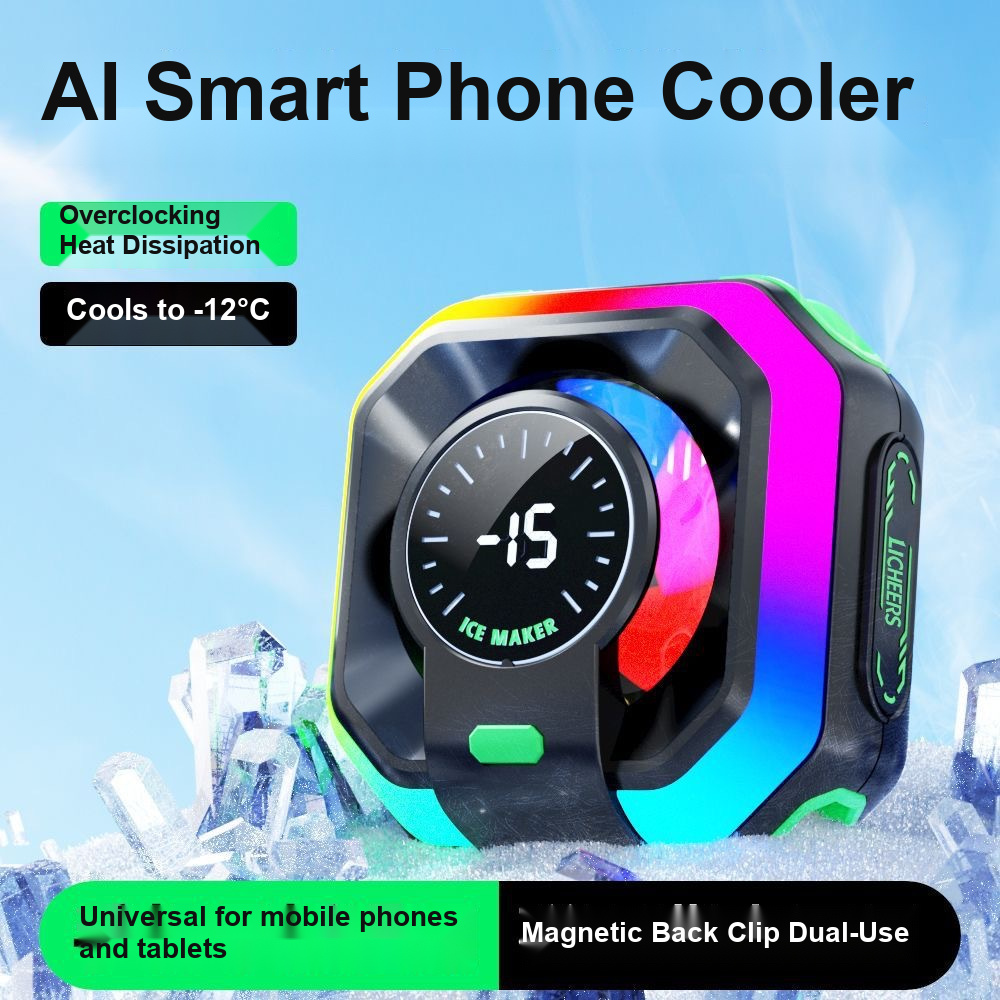 AI Smart Phone Cooler
Overclocking
Heat Dissipation
Cools to -12°C
-15
ICE MAKER
LICHEERS
Universal for mobile phones
and tablets
Magnetic Back Clip Dual-Use